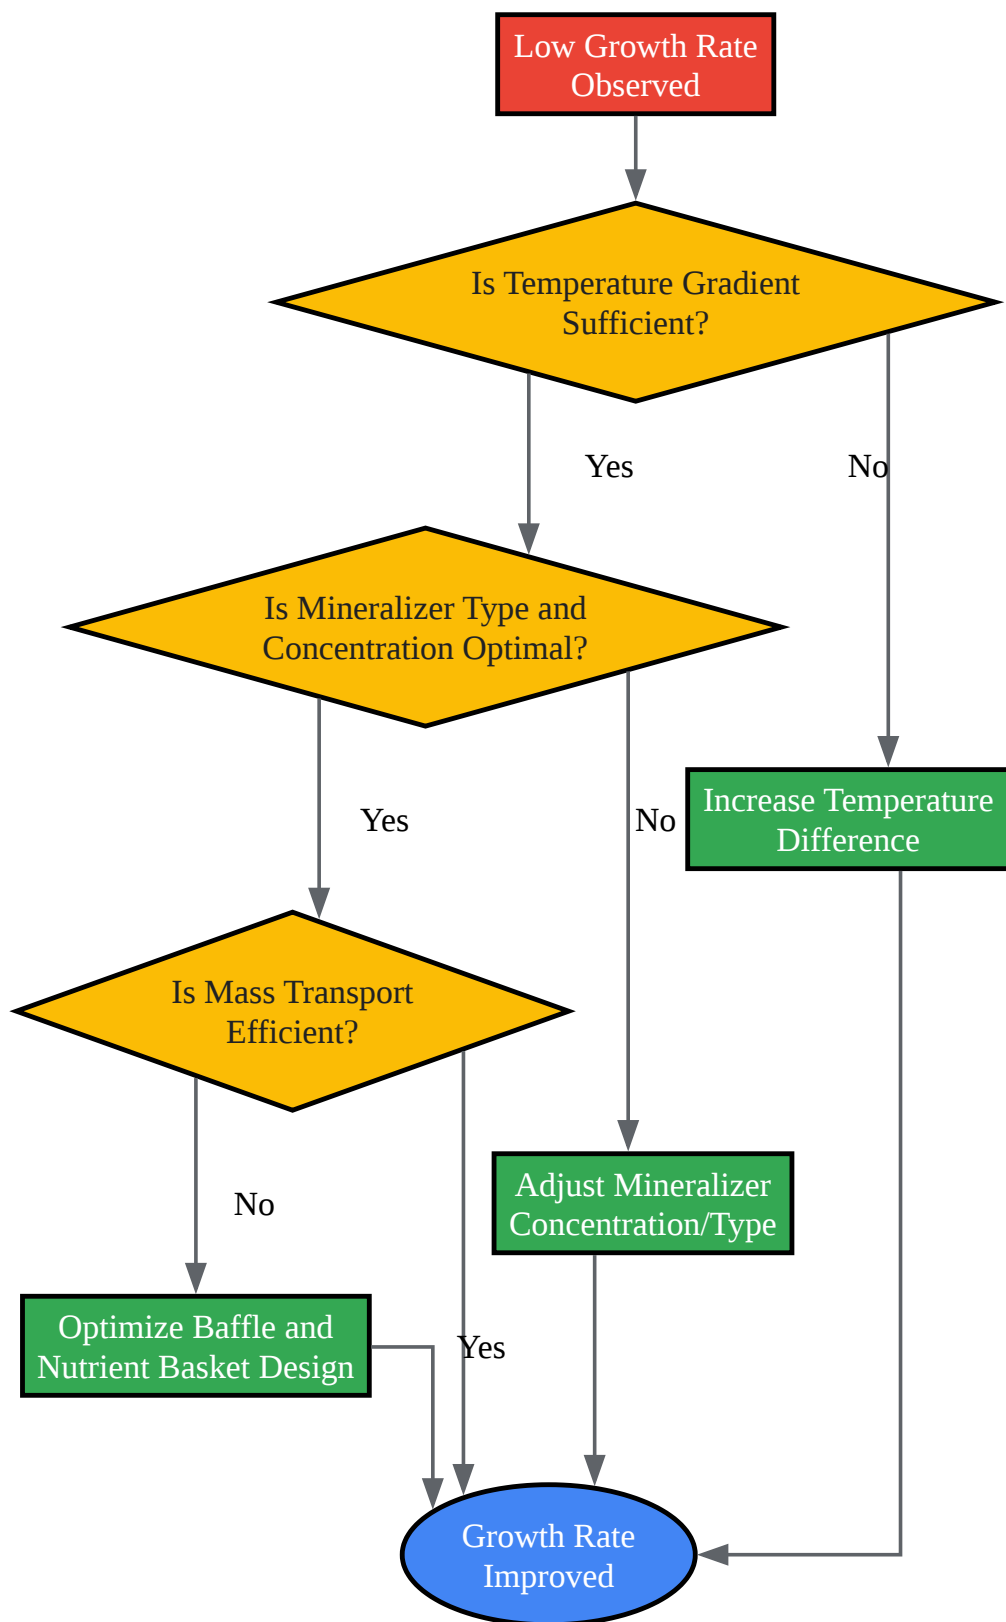 Low Growth Rate
Observed
Is Temperature Gradient
Sufficient?
Yes
No
Is Mineralizer Type and
Concentration Optimal?
Increase Temperature
Difference
Yes
No
Is Mass Transport
Efficient?
Adjust Mineralizer
Concentration/Type
No
Optimize Baffle and
Nutrient Basket Design
Yes
Growth Rate
Improved